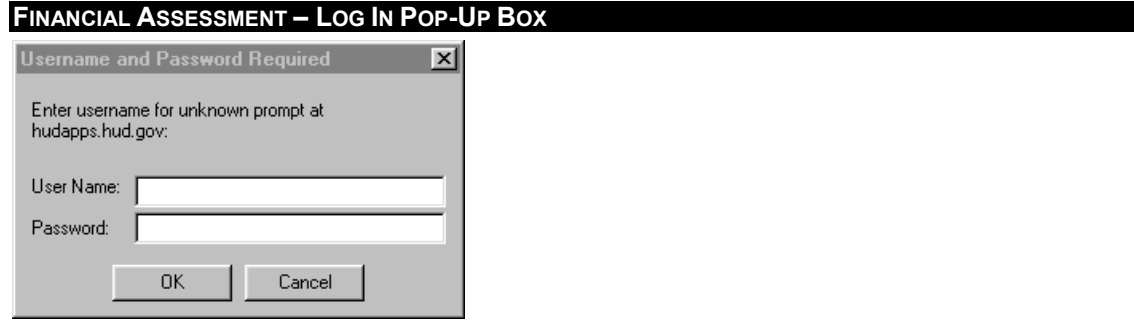 FINANCIAL ASSESSMENT – LOG IN POP-UP BOX
Username and Password Required
Enter username for unknown prompt at
hudapps.hud.gov:
User Name:
Password:
OK Cancel